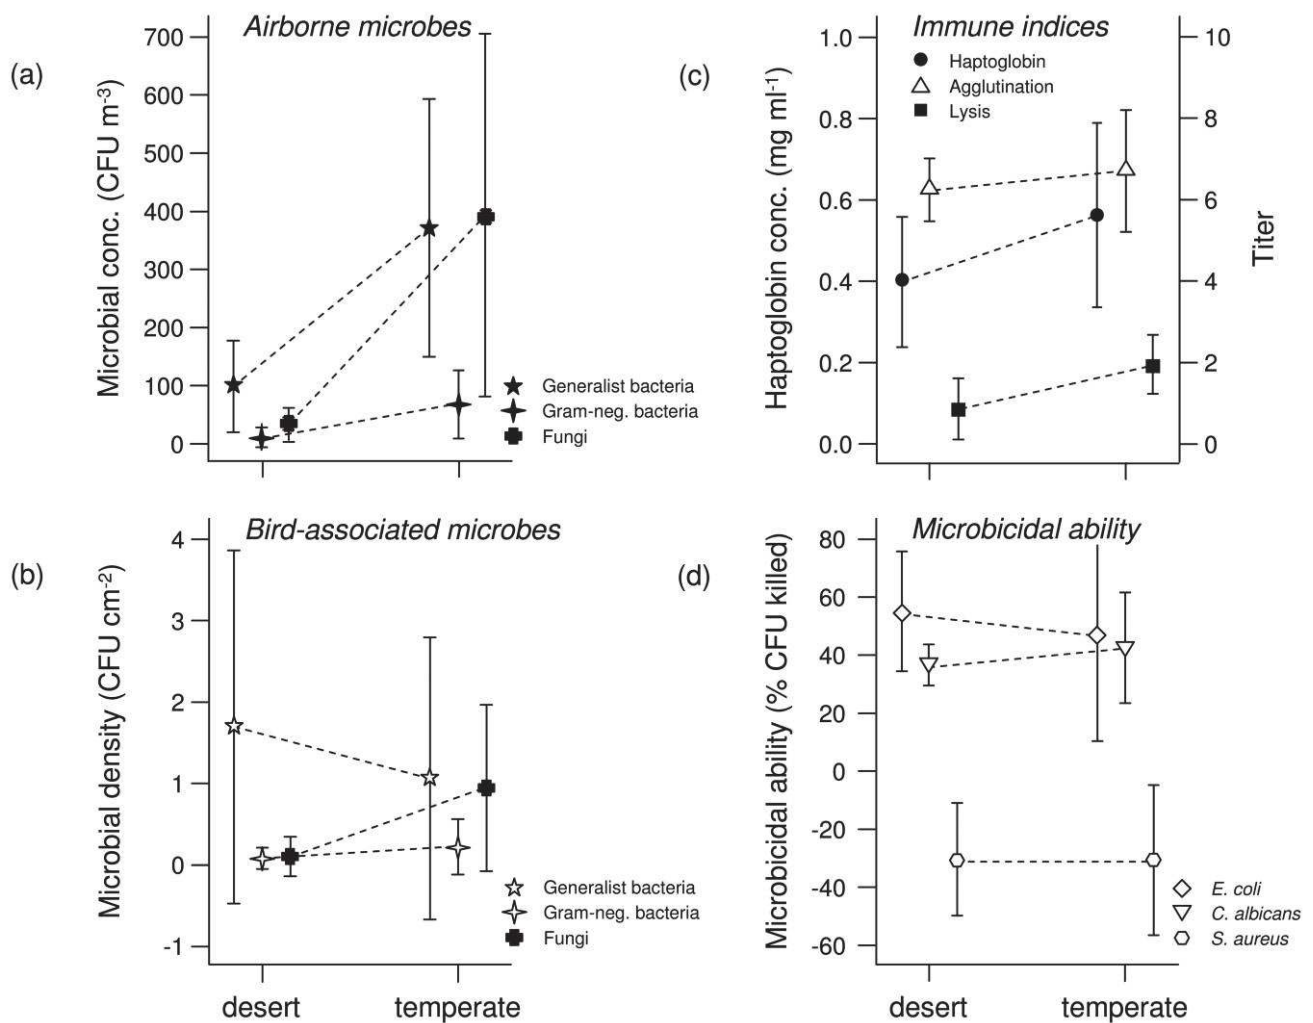 (a)
Airborne microbes
Microbial conc. (CFU m-3)
700
600
500
400
300
200
100
0
Generalist bacteria
Gram-neg. bacteria
Fungi
(c)
Immune indices
Haptoglobin
Agglutination
Lysis
Haptoglobin conc. (mg ml-1)
1.0
0.8
0.6
0.4
0.2
0.0
10
8
6
4
2
0
Titer
(b)
Bird-associated microbes
Microbial density (CFU cm-2)
4
3
2
1
0
-1
Generalist bacteria
Gram-neg. bacteria
Fungi
desert temperate
(d)
Microbicidal ability
Microbicidal ability (% CFU killed)
80
60
40
20
0
-20
-40
-60
E. coli
C. albicans
S. aureus
desert temperate